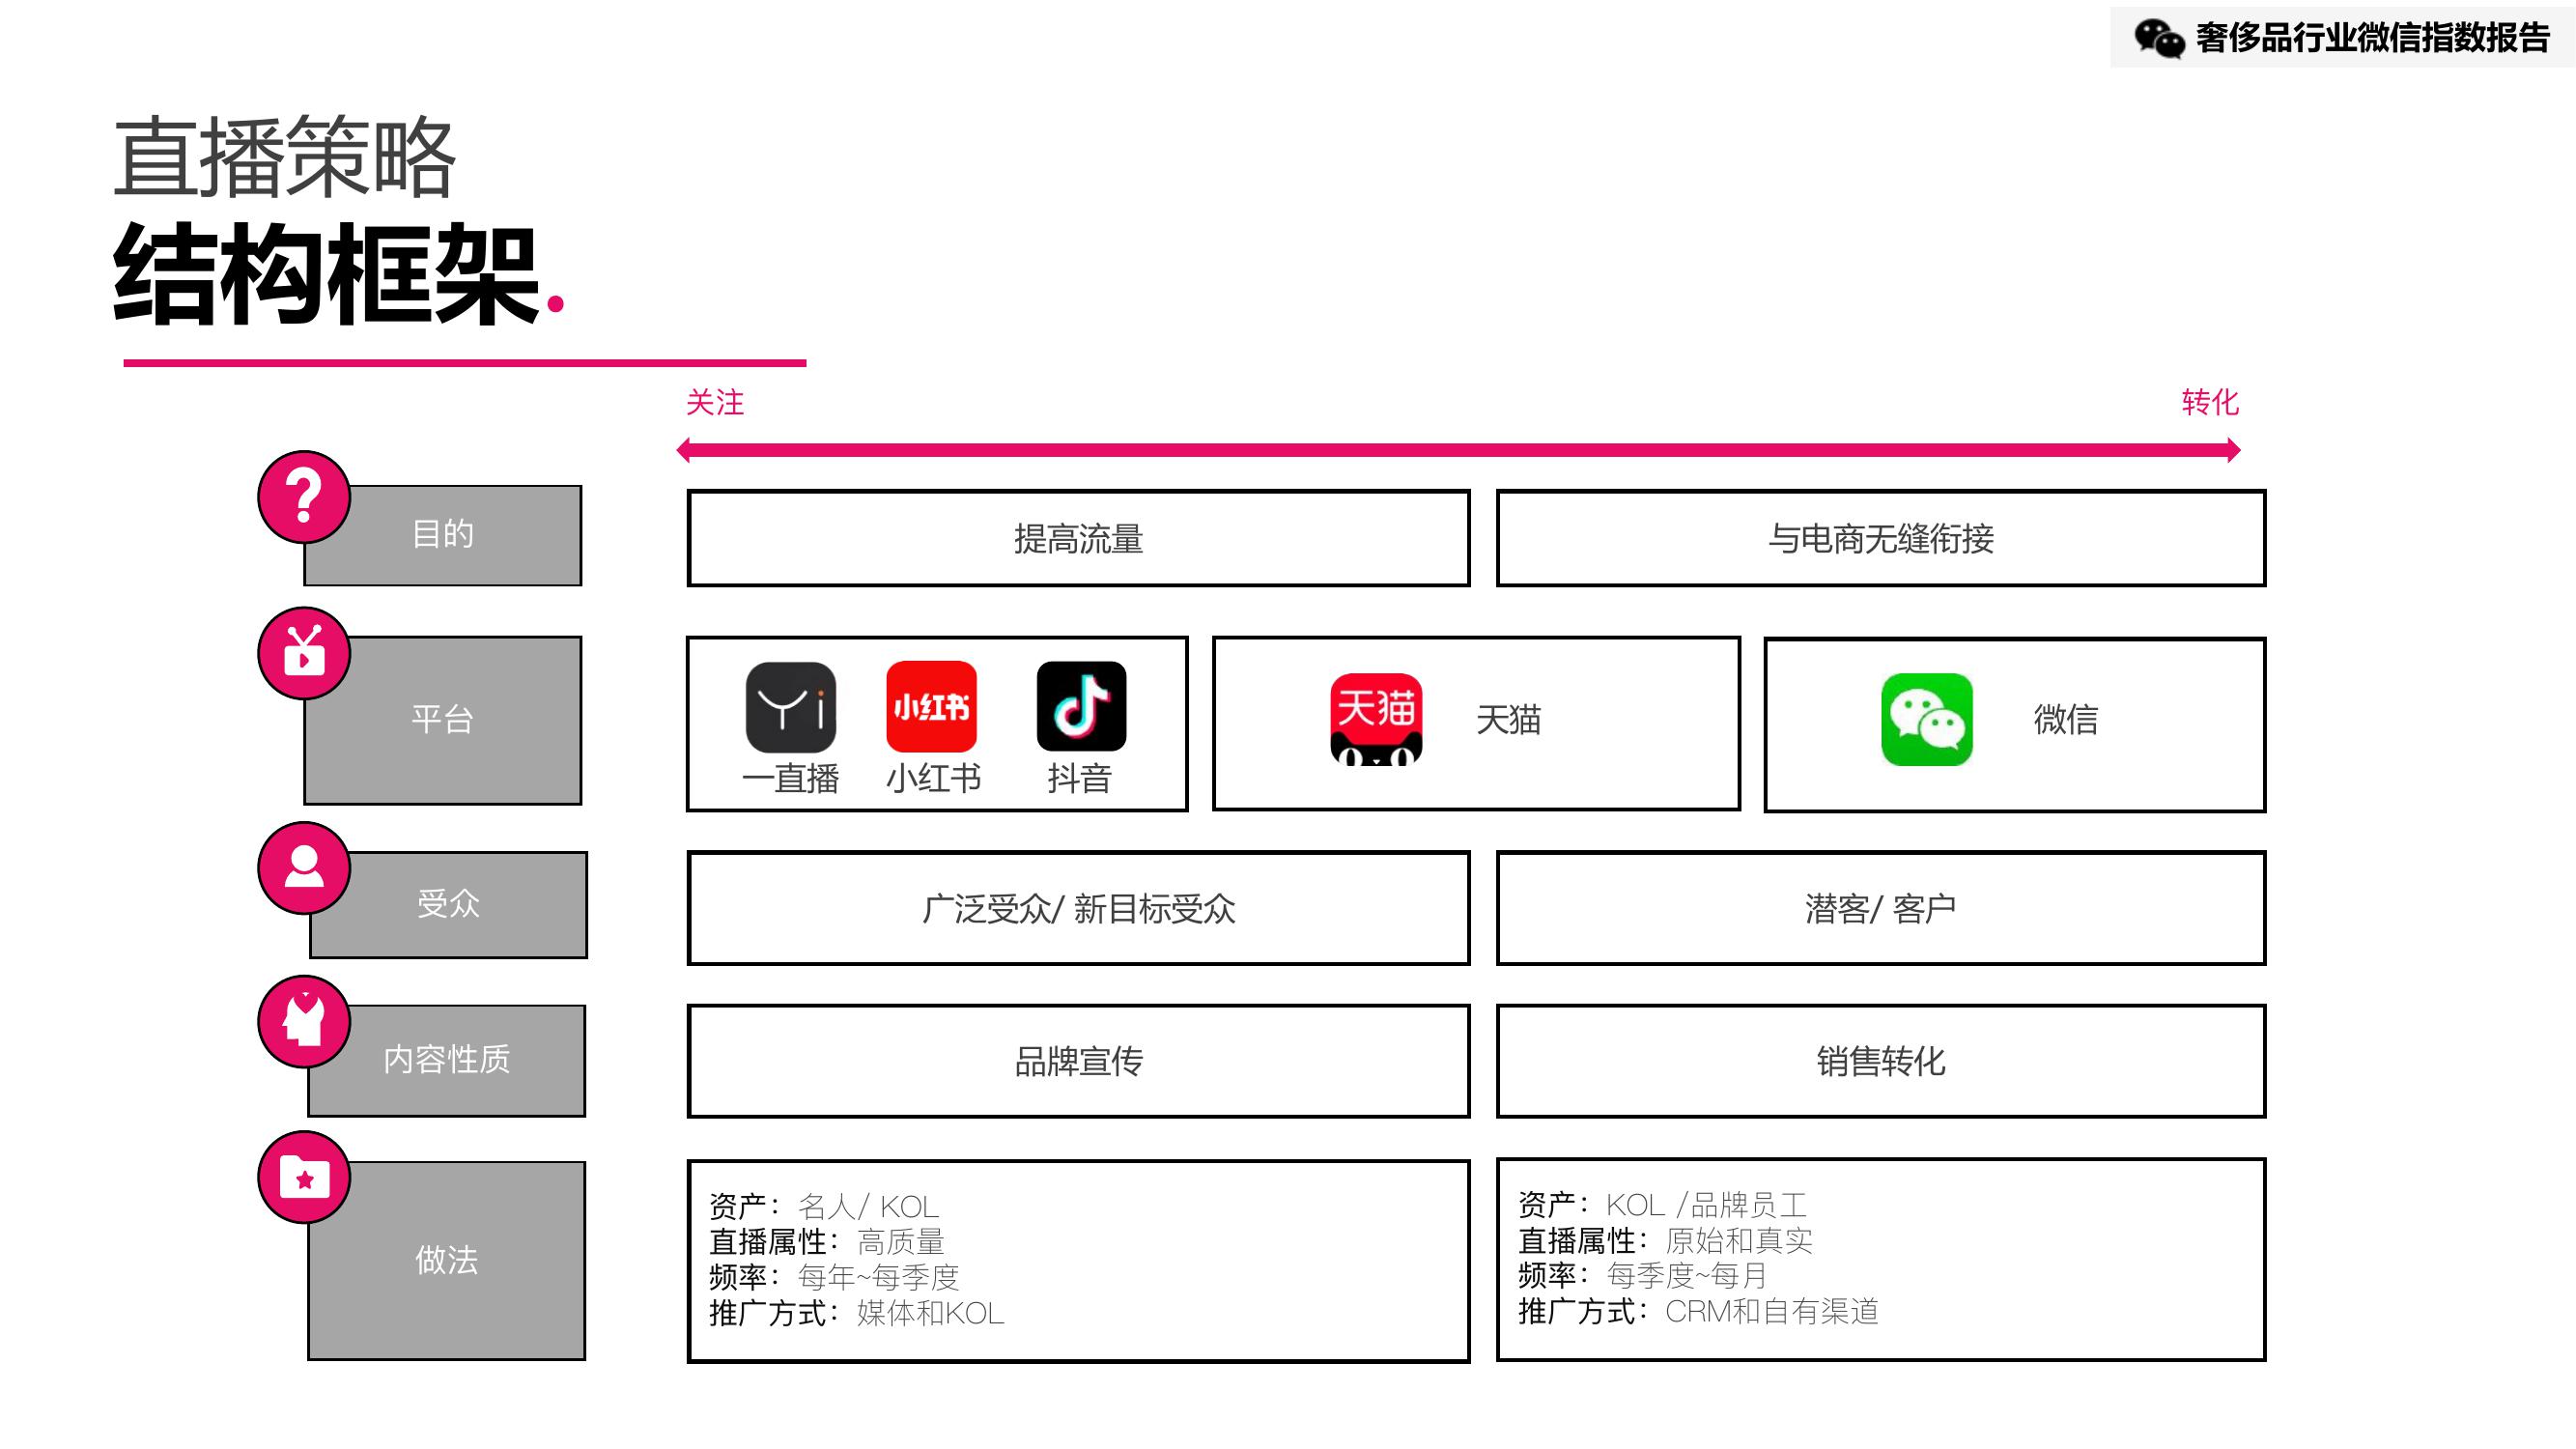 奢侈品行业微信指数报告
直播策略
结构框架.
关注
转化
目的
提高流量
与电商无缝衔接
平台
Yi
小红书
天猫
一直播
小红书
抖音
天猫
微信
受众
广泛受众/ 新目标受众
潜客/ 客户
内容性质
品牌宣传
销售转化
做法
资产：名人/ KOL
直播属性：高质量
频率：每年~每季度
推广方式：媒体和KOL
资产：KOL /品牌员工
直播属性：原始和真实
频率：每季度~每月
推广方式：CRM和自有渠道